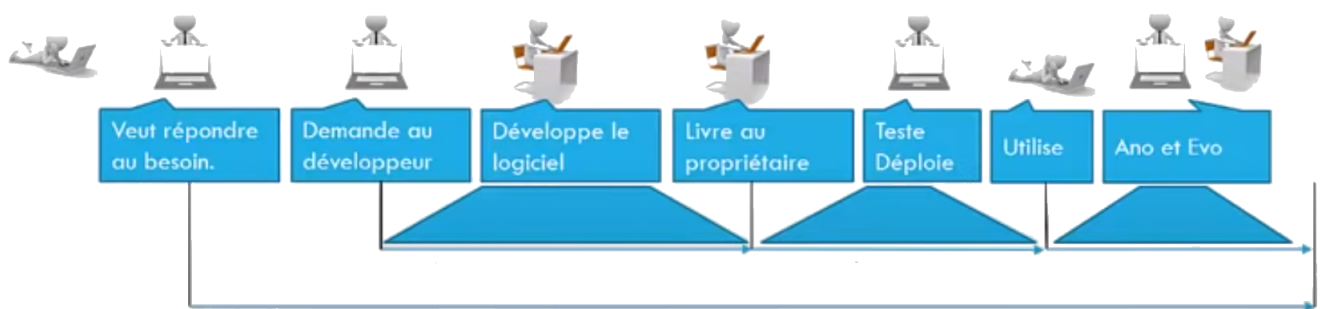 Veut répondre
au besoin.
Demande au
développeur
Développe le
logiciel
Livre au
propriétaire
Teste
Déploie
Utilise
Ano et Evo